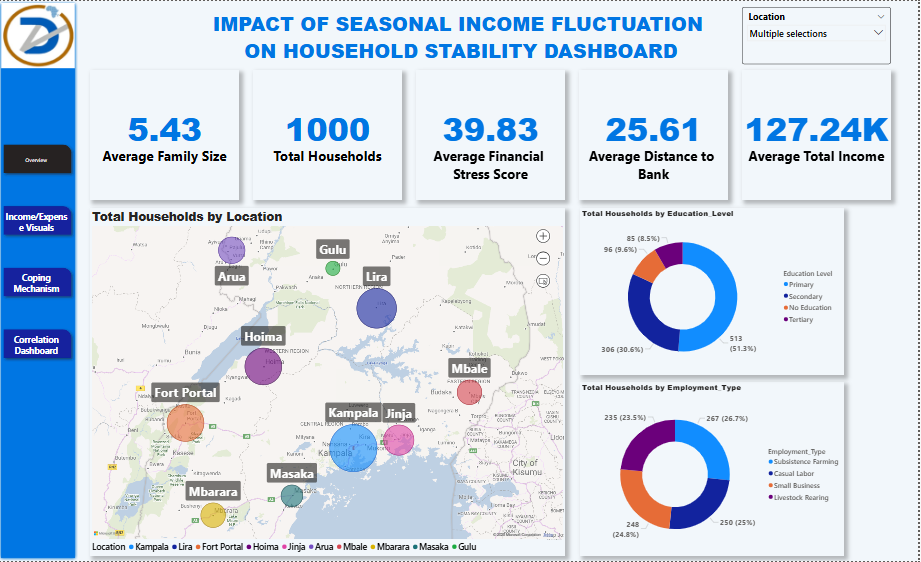 IMPACT OF SEASONAL INCOME FLUCTUATION
ON HOUSEHOLD STABILITY DASHBOARD
Location
Multiple selections
Overview
Income/Expens
e Visuals
Coping
Mechanism
Correlation
Dashboard
5.43
Average Family Size
1000
Total Households
39.83
Average Financial
Stress Score
25.61
Average Distance to
Bank
127.24K
Average Total Income
Total Households by Location
Arua
Gulu
Lira
Hoima
Mbale
Fort Portal
Kampala
Jinja
Masaka
Mbarara
Kampala
City of
Kisumu
Location Kampala Lira Fort Portal Hoima Jinja Arua Mbale Mbarara Masaka Gulu
Total Households by Education_Level
85 (8.5%)
96 (9.6%)
306 (30.6%)
513
(51.3%)
Education Level
Primary
Secondary
No Education
Tertiary
Total Households by Employment_Type
235 (23.5%)
267 (26.7%)
248
(24.8%)
250 (25%)
Employment_Type
Subsistence Farming
Casual Labor
Small Business
Livestock Rearing